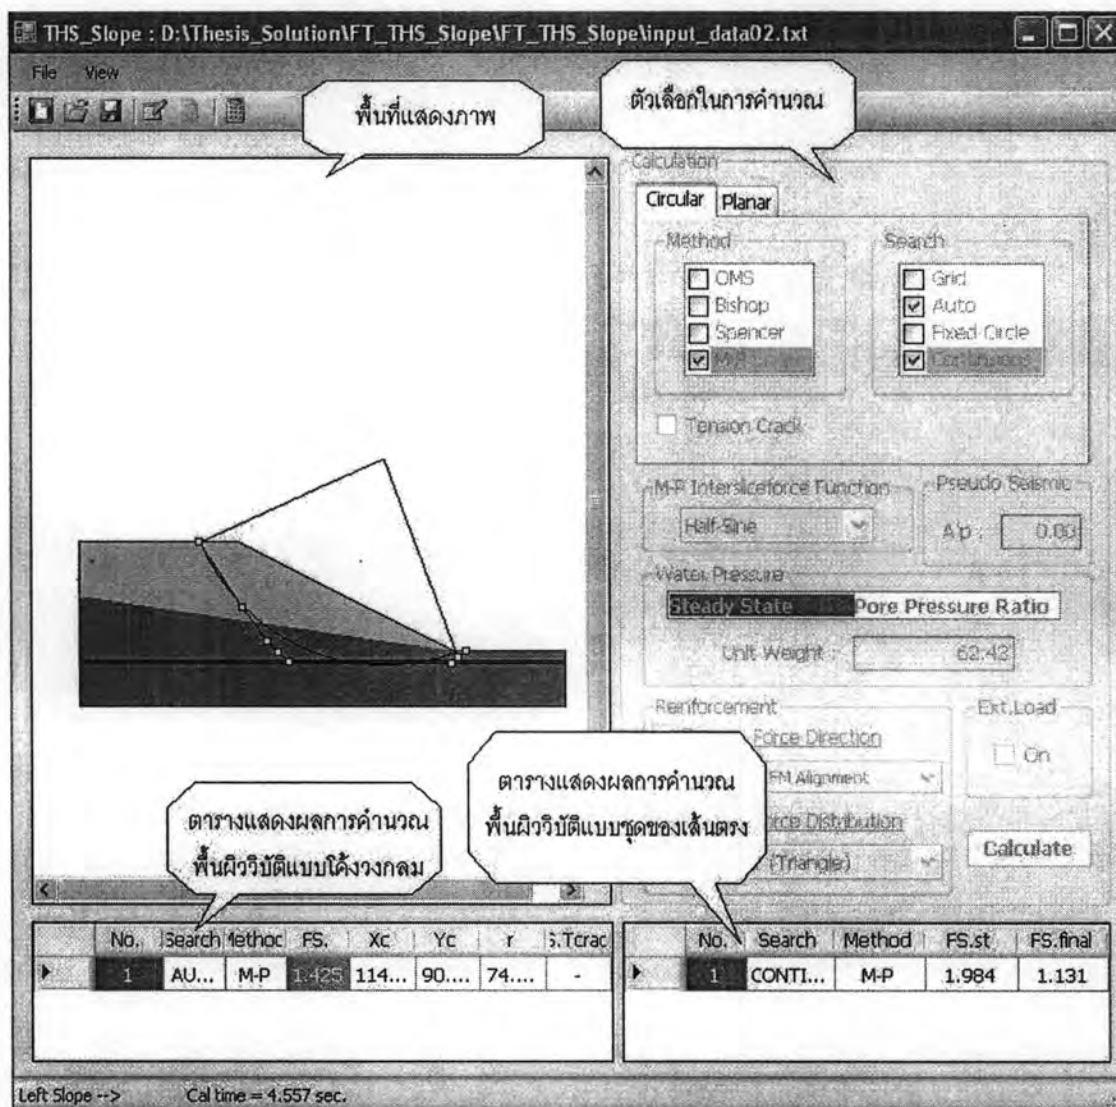 THS_Slope : D:\Thesis_Solution\FT_THS_Slope\FT_THS_Slope\input_data02.txt
File View
พื้นที่แสดงภาพ
ตัวเลือกในการคำนวณ
Calculation
Circular Planar
Method
OMS
Bishop
Spencer
M-P
Search
Grid
Auto
Fixed Circle
Continuous
Tension Crack
M-P Intersliceforce Function
Half-Sine
Pseudo Seismic
A'p : 0.00
Water Pressure
Steady State Pore Pressure Ratio
Unit Weight : 62.42
Reinforcement
Force Direction
Alignment
Distribution
(Triangle)
Ext.Load
On
Calculate
ตารางแสดงผลการคำนวณ
พื้นผิววิบัติแบบโค้งวงกลม
ตารางแสดงผลการคำนวณ
พื้นผิววิบัติแบบชุดของเส้นตรง
No. Search Method FS. Xc Yc r S.Tcrac
1 AU... M-P 1.425 114... 90.... 74.... -
No. Search Method FS.st FS.final
1 CONTI... M-P 1.984 1.131
Left Slope --> Cal time = 4.557 sec.